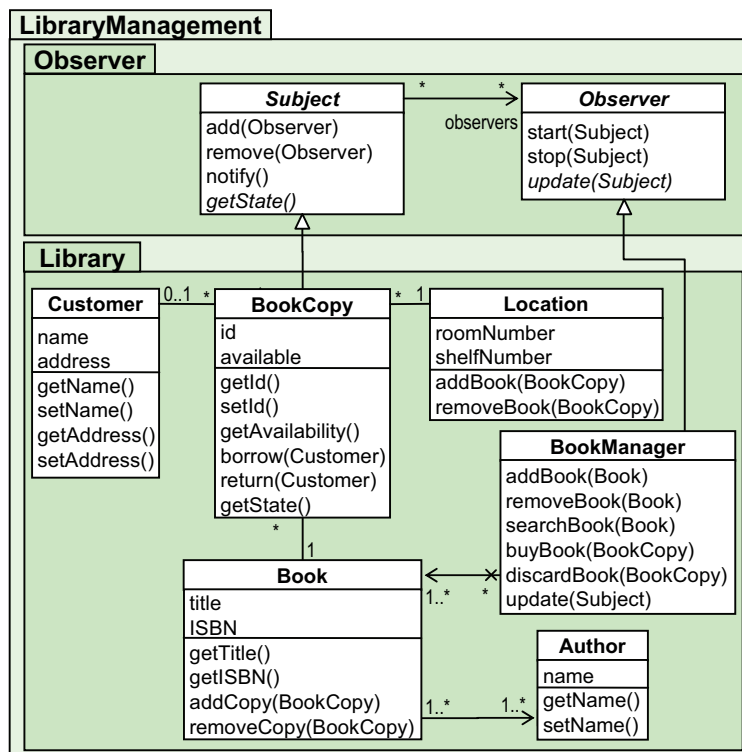 LibraryManagement
Observer
Subject
add(Observer)
remove(Observer)
notify()
getState()
* *
observers
Observer
start(Subject)
stop(Subject)
update(Subject)
Library
Customer
name
address
getName()
setName()
getAddress()
setAddress()
0..1 *
BookCopy
id
available
getId()
setId()
getAvailability()
borrow(Customer)
return(Customer)
getState()
* 1
Location
roomNumber
shelfNumber
addBook(BookCopy)
removeBook(BookCopy)
BookManager
addBook(Book)
removeBook(Book)
searchBook(Book)
buyBook(BookCopy)
discardBook(BookCopy)
update(Subject)
*
1
1..* *
Book
title
ISBN
getTitle()
getISBN()
addCopy(BookCopy)
removeCopy(BookCopy)
1..* 1..*
Author
name
getName()
setName()